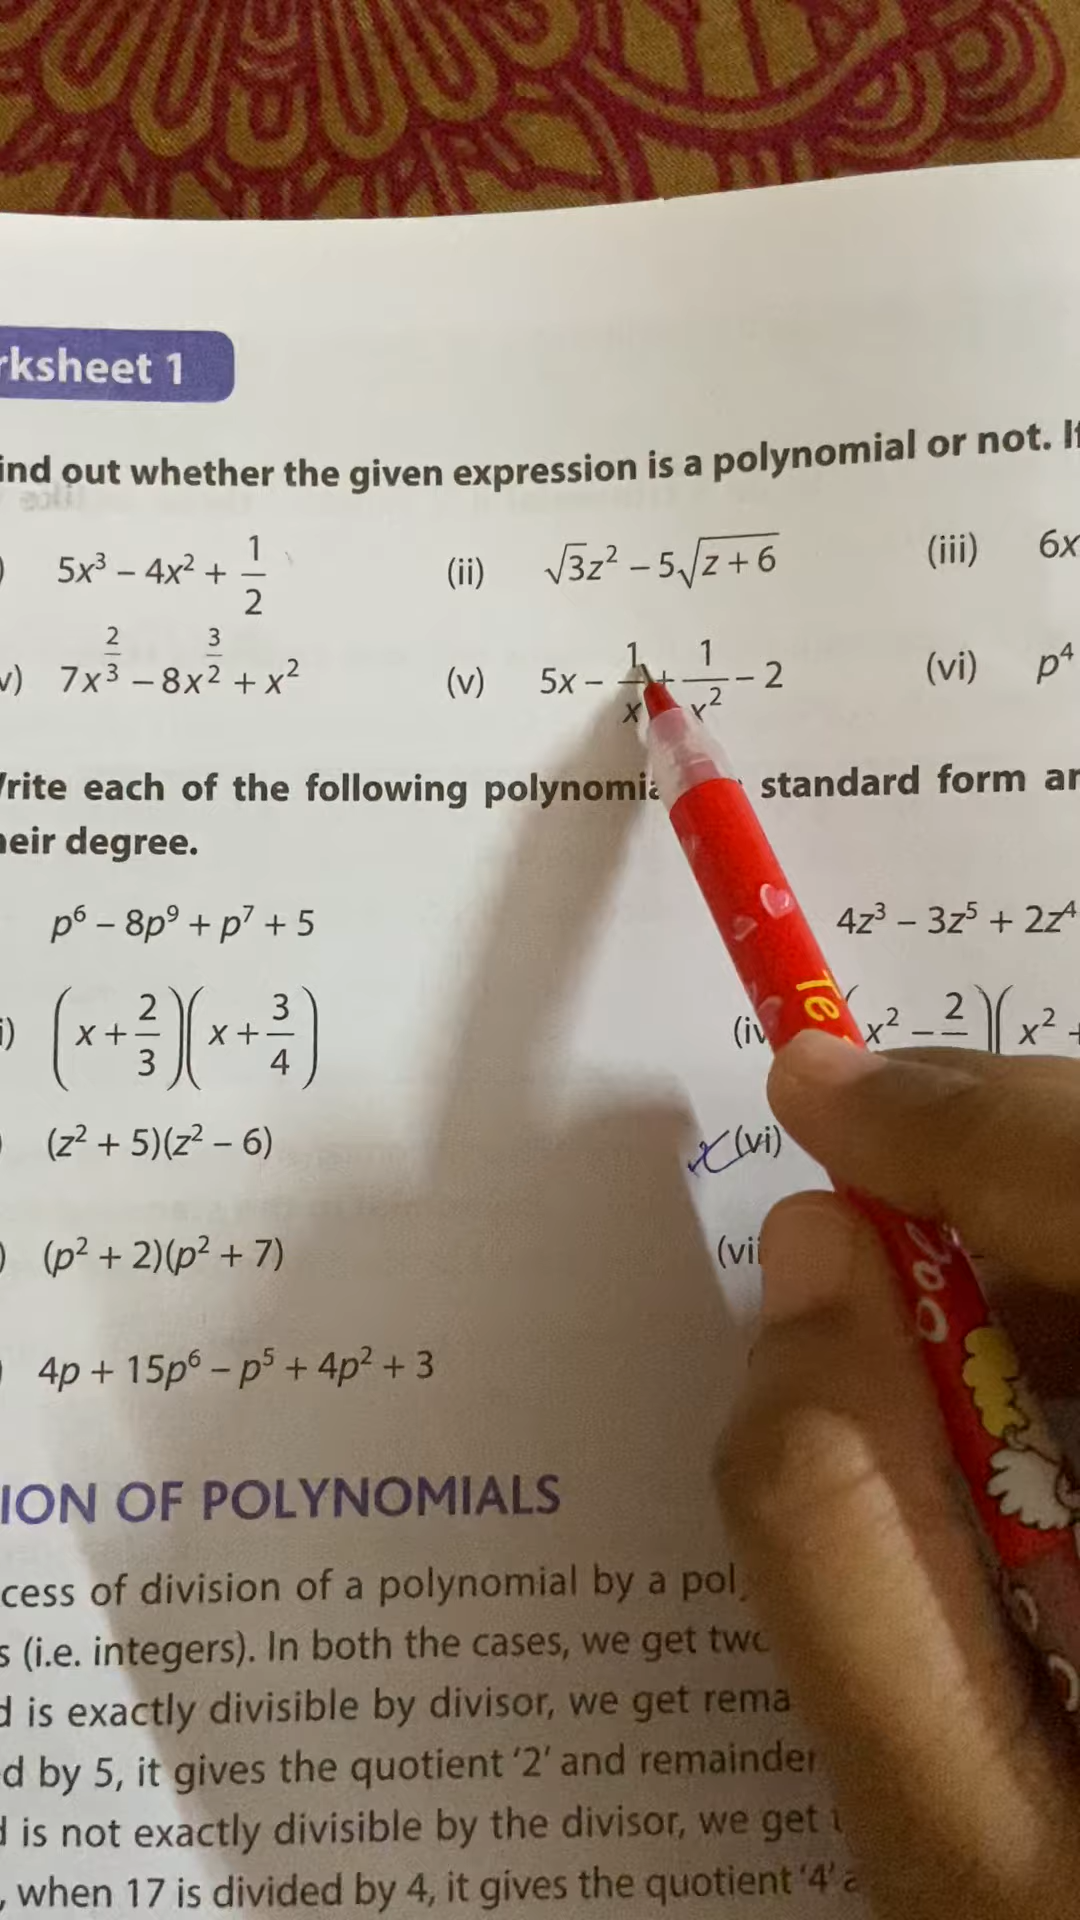 rksheet 1
ind out whether the given expression is a polynomial or not. If
) 5x³ – 4x² + 1/2 (ii) √3z² – 5√(z + 6) (iii) 6x
v) 7x^(2/3) – 8x^(3/2) + x² (v) 5x – 1/x + 1/x² – 2 (vi) p⁴
rite each of the following standard form
heir degree.
p⁶ – 8p⁹ + p⁷ + 5 4z³ – 3z⁵ + 2z⁴
i) (x + 2/3)(x + 3/4) (iv x² – 2 )(x² +
) (z² + 5)(z² – 6) (vi)
) (p² + 2)(p² + 7) (vii
) 4p + 15p⁶ – p⁵ + 4p² + 3
ION OF POLYNOMIALS
cess of division of a polynomial by a pol
s (i.e. integers). In both the cases, we get two
d is exactly divisible by divisor, we get rema
d by 5, it gives the quotient ‘2’ and remainder
d is not exactly divisible by the divisor, we get
, when 17 is divided by 4, it gives the quotient ‘4’ a